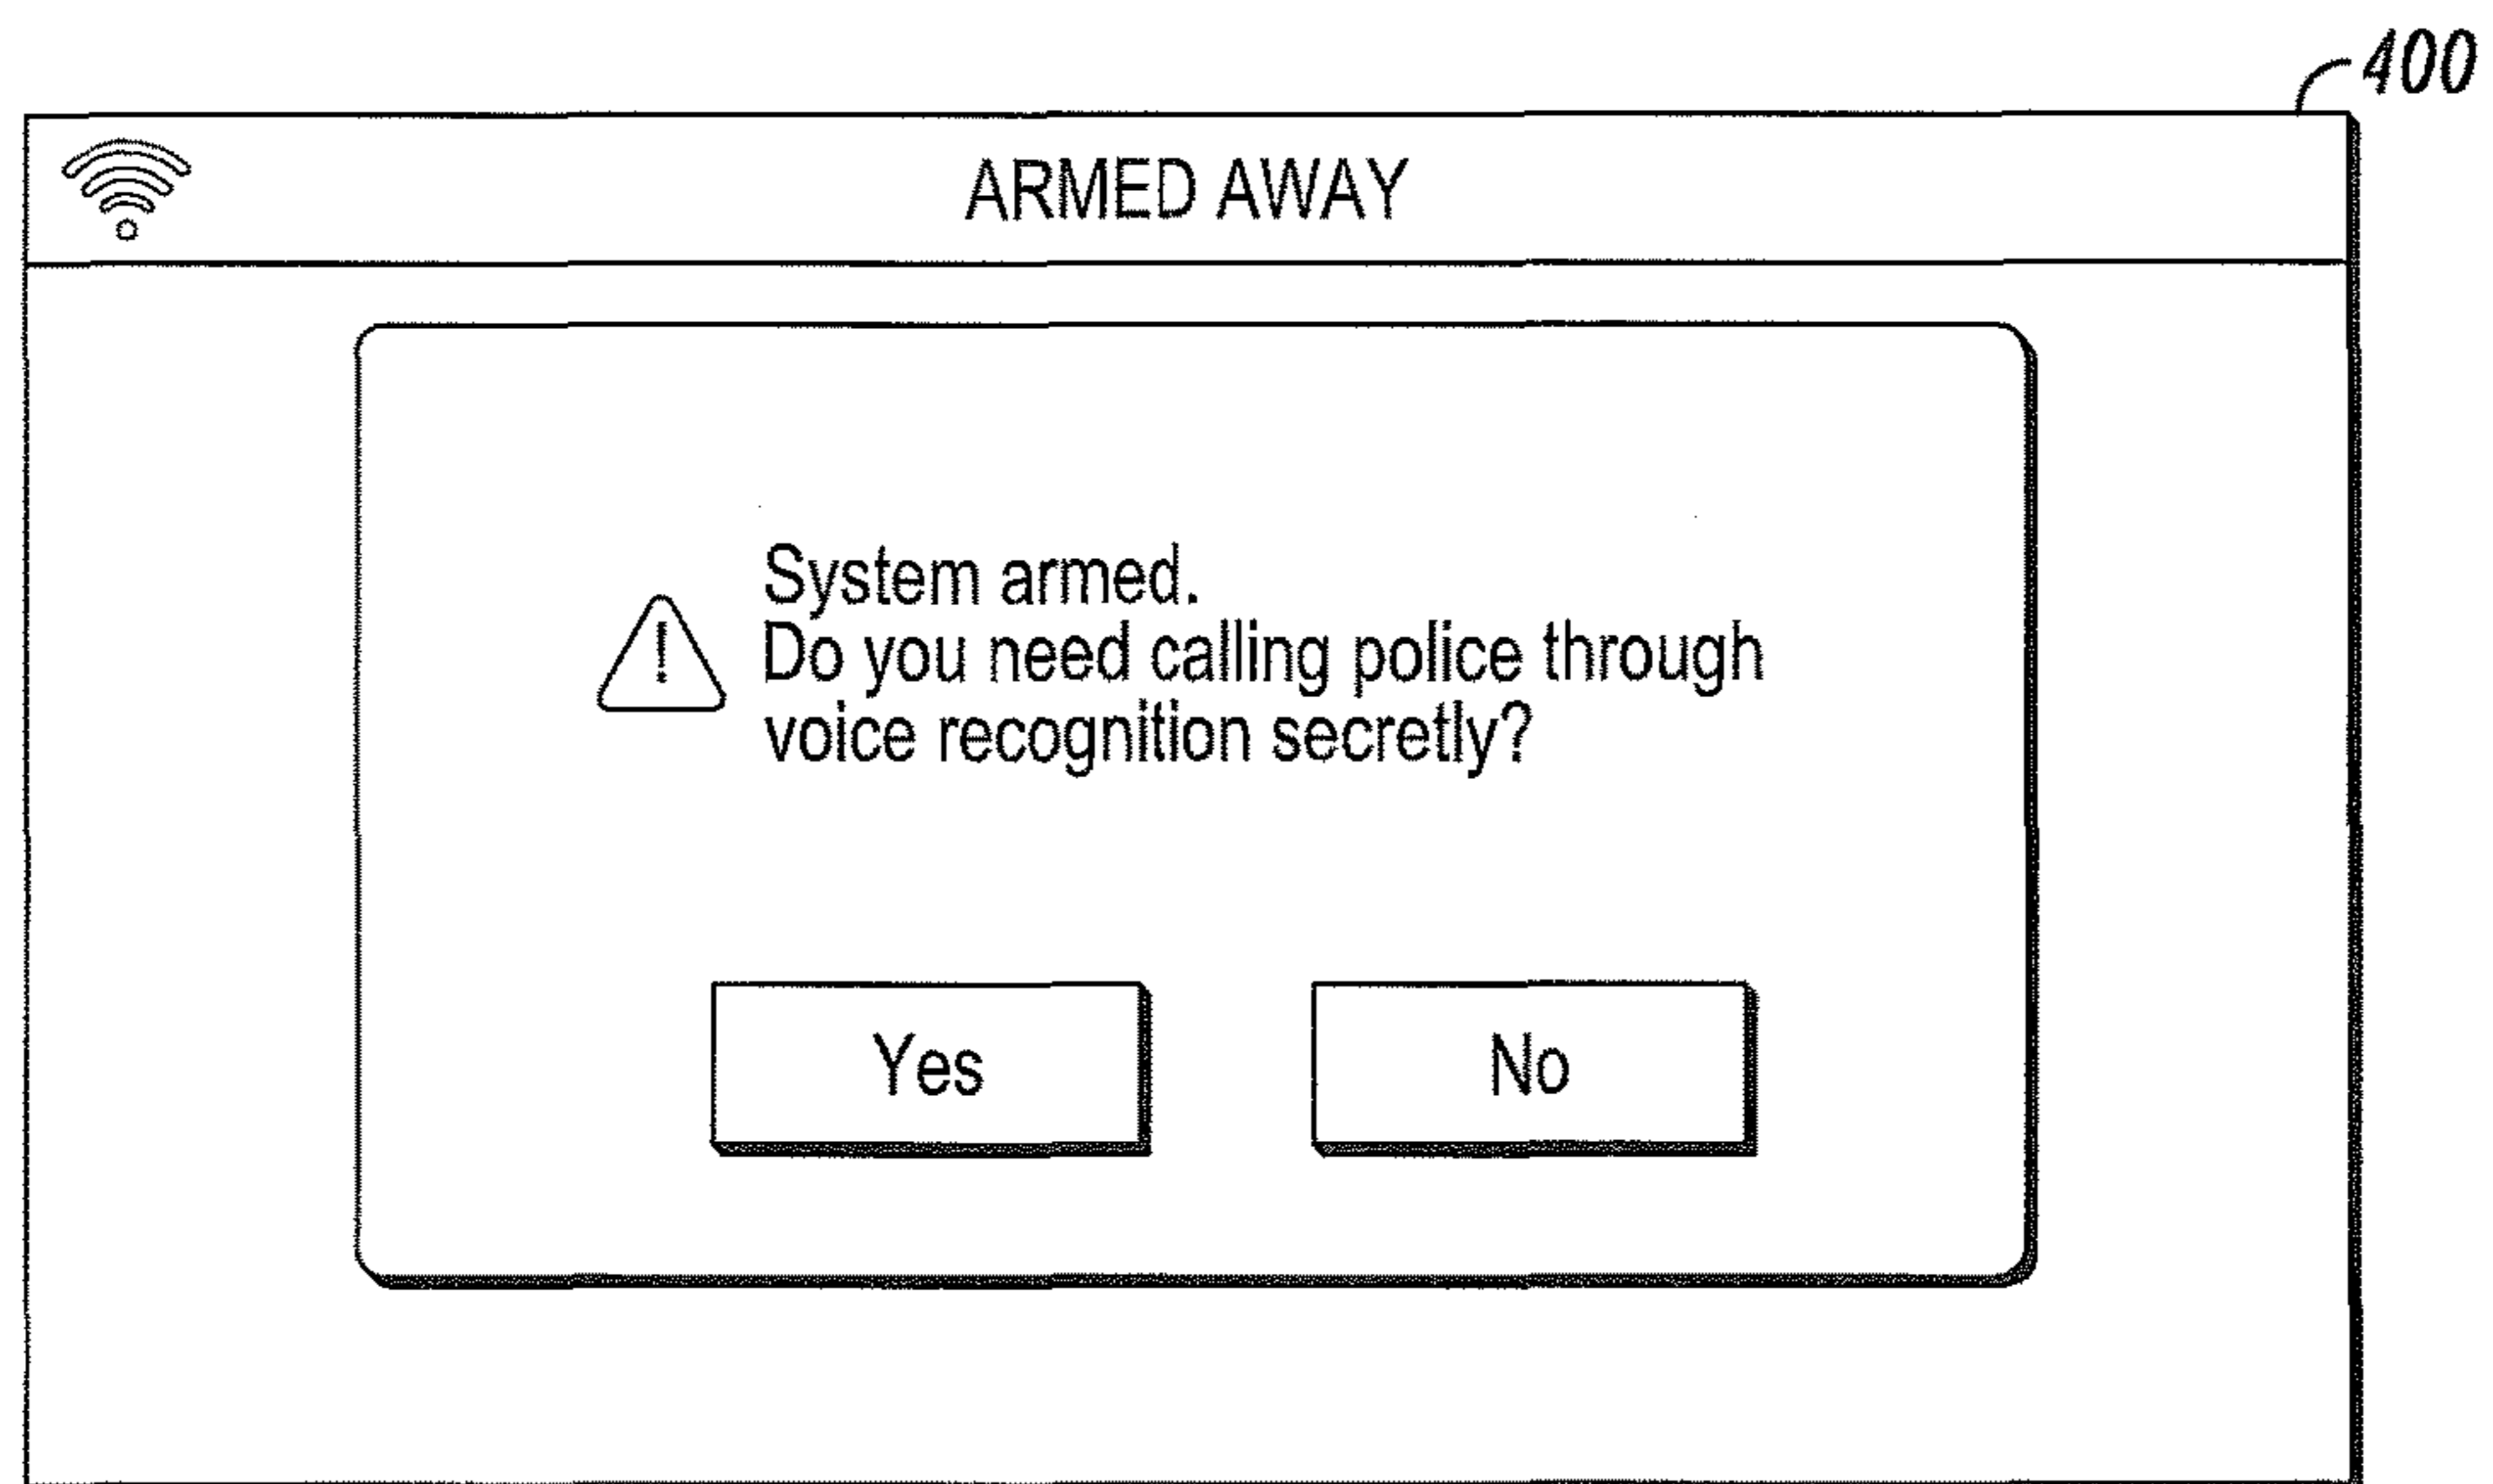 400
ARMED AWAY
System armed.
Do you need calling police through
voice recognition secretly?
Yes
No